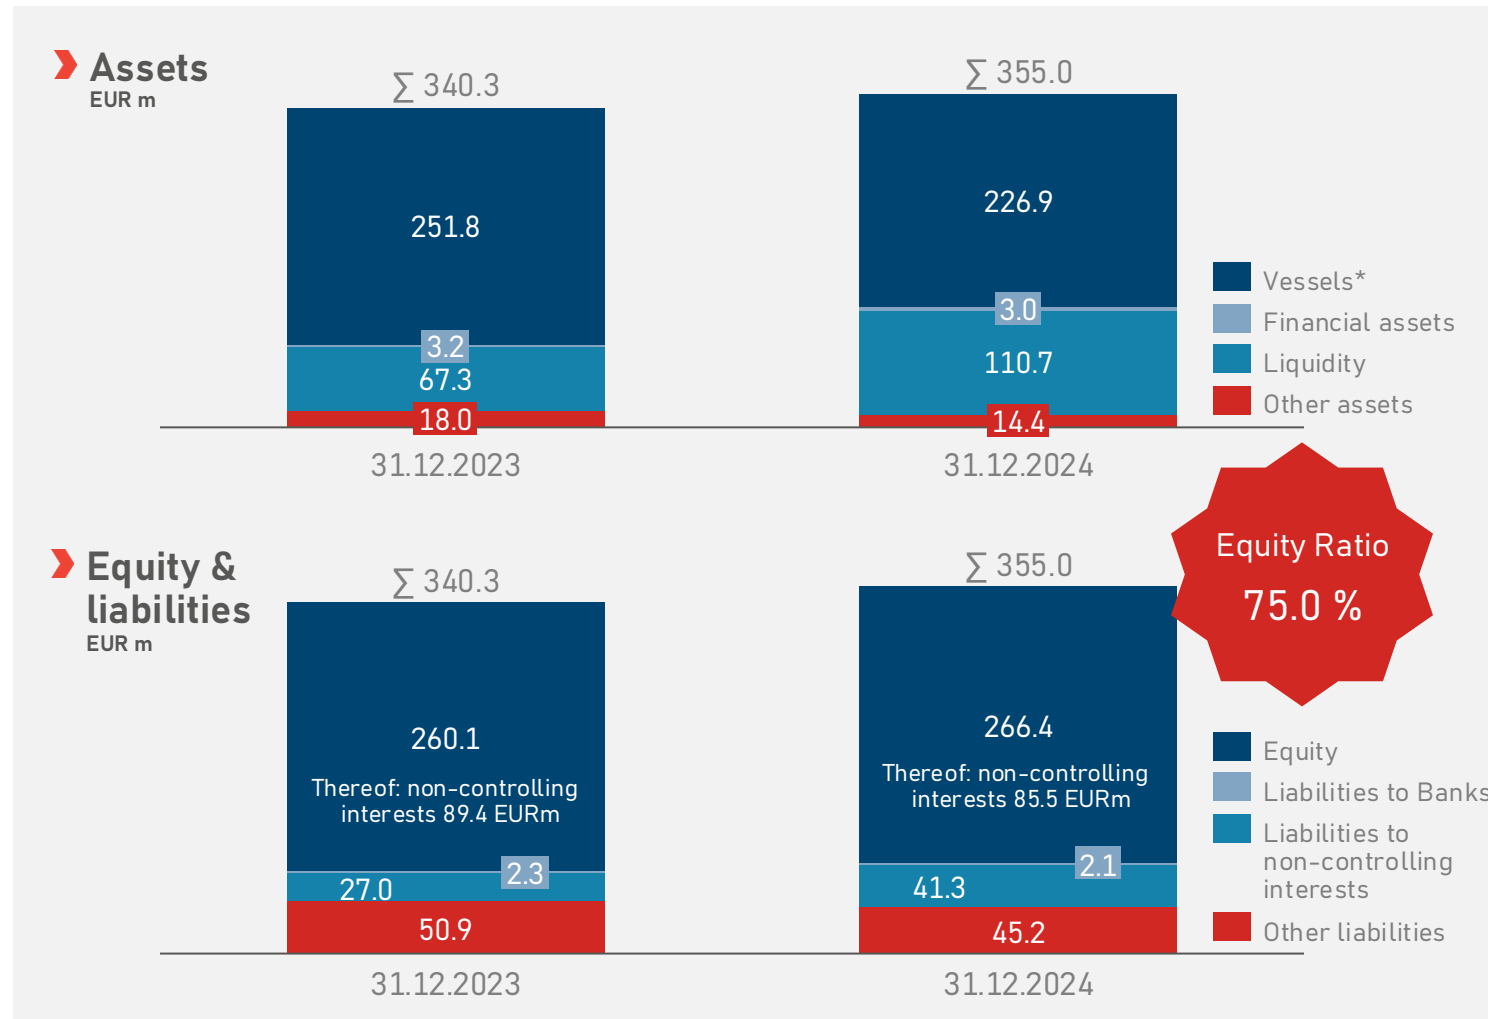 Assets
EUR m
∑ 340.3
∑ 355.0
251.8
226.9
3.2
3.0
67.3
110.7
18.0
14.4
31.12.2023
31.12.2024
Vessels*
Financial assets
Liquidity
Other assets
Equity Ratio
75.0 %
Equity &
liabilities
EUR m
∑ 340.3
∑ 355.0
260.1
Thereof: non-controlling
interests 89.4 EURm
266.4
Thereof: non-controlling
interests 85.5 EURm
2.3
2.1
27.0
41.3
50.9
45.2
31.12.2023
31.12.2024
Equity
Liabilities to Banks
Liabilities to
non-controlling
interests
Other liabilities